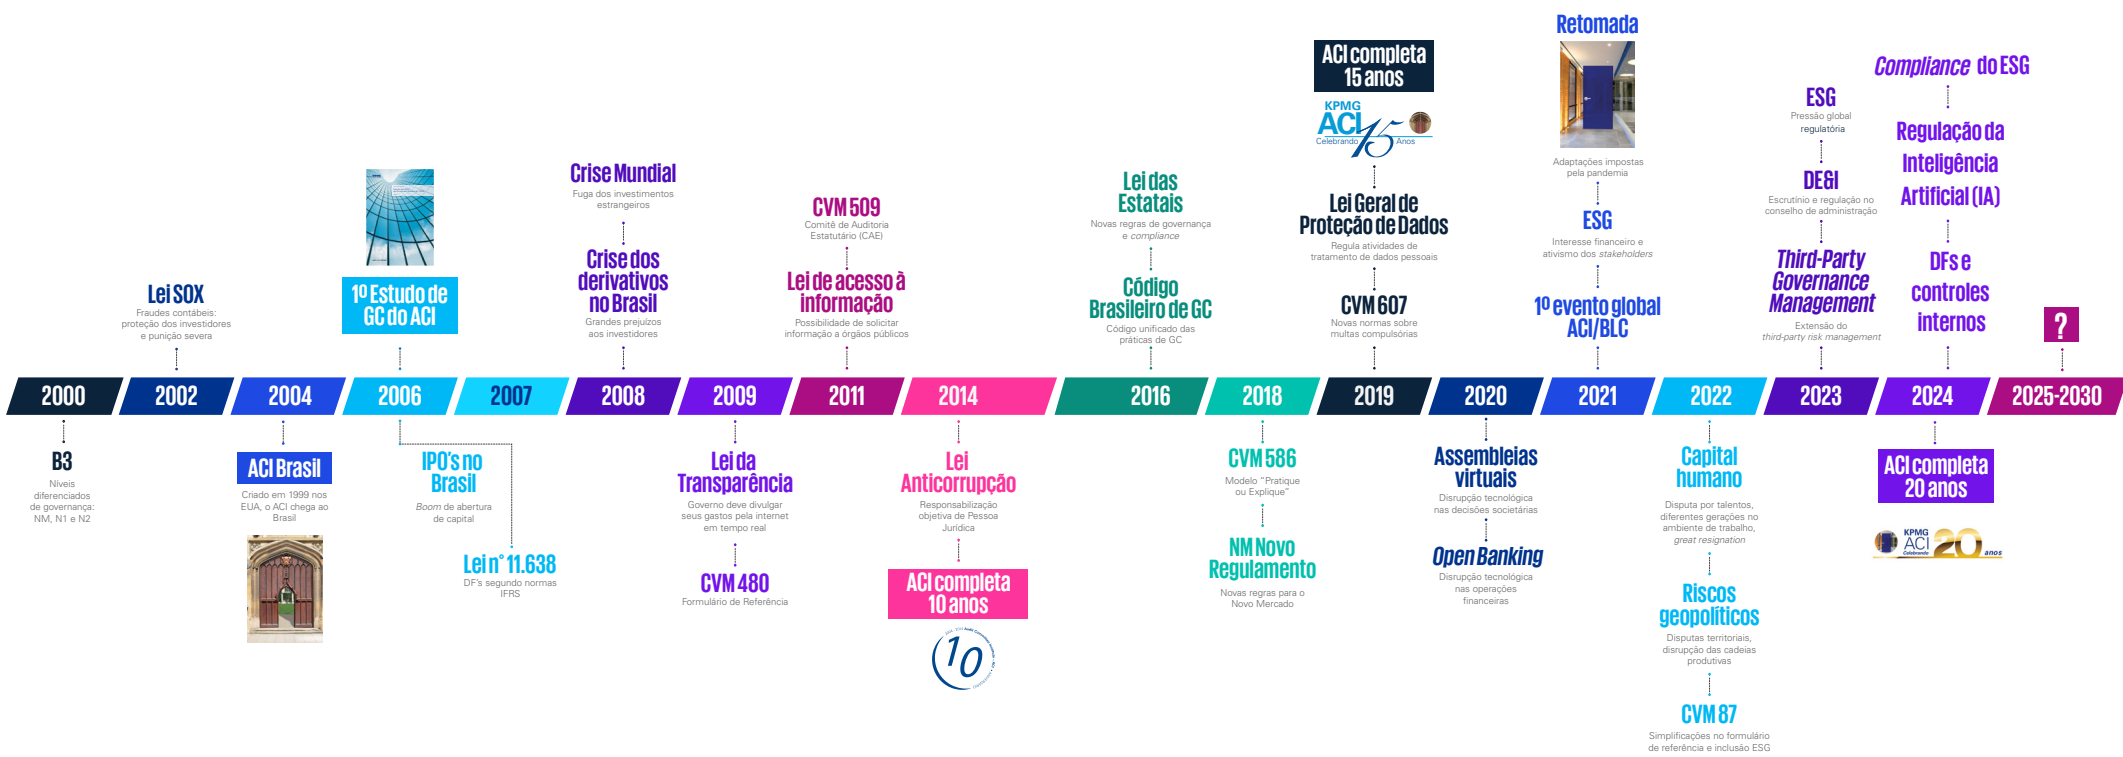 2000
B3
Níveis
diferenciados
de governança:
NM, N1 e N2
Lei SOX
Fraudes contábeis:
proteção dos investidores
e punição severa
2002
2004
ACI Brasil
Criado em 1999 nos
EUA, o ACI chega ao
Brasil
1º Estudo de
GC do ACI
2006
IPO's no
Brasil
Boom de abertura
de capital
2007
Lei n° 11.638
DF's segundo normas
IFRS
Crise Mundial
Fuga dos investimentos
estrangeiros
Crise dos
derivativos
no Brasil
Grandes prejuízos
aos investidores
2008
2009
Lei da
Transparência
Governo deve divulgar
seus gastos pela internet
em tempo real
CVM 480
Formulário de Referência
CVM 509
Comitê de Auditoria
Estatutário (CAE)
Lei de acesso à
informação
Possibilidade de solicitar
informação a órgãos públicos
2011
2014
Lei
Anticorrupção
Responsabilização
objetiva de Pessoa
Jurídica
ACI completa
10 anos
10
Lei das
Estatais
Novas regras de governança
e compliance
Código
Brasileiro de GC
Código unificado das
práticas de GC
2016
2018
CVM 586
Modelo “Pratique
ou Explique”
NM Novo
Regulamento
Novas regras para o
Novo Mercado
ACI completa
15 anos
KPMG
ACI
15
Celebrando
Anos
Lei Geral de
Proteção de Dados
Regula atividades de
tratamento de dados pessoais
CVM 607
Novas normas sobre
multas compulsórias
2019
2020
Assembleias
virtuais
Disrupção tecnológica
nas decisões societárias
Open Banking
Disrupção tecnológica
nas operações
financeiras
Retomada
Adaptações impostas
pela pandemia
ESG
Interesse financeiro e
ativismo dos stakeholders
1º evento global
ACI/BLC
2021
2022
Capital
humano
Disputa por talentos,
diferentes gerações no
ambiente de trabalho,
great resignation
Riscos
geopolíticos
Disputas territoriais,
disrupção das cadeias
produtivas
CVM 87
Simplificações no formulário
de referência e inclusão ESG
ESG
Pressão global
regulatória
DE&I
Escrutínio e regulação no
conselho de administração
Third-Party
Governance
Management
Extensão do
third-party risk management
2023
Compliance do ESG
Regulação da
Inteligência
Artificial (IA)
DFs e
controles
internos
2024
ACI completa
20 anos
KPMG
ACI
Celebrando
20
anos
?
2025-2030